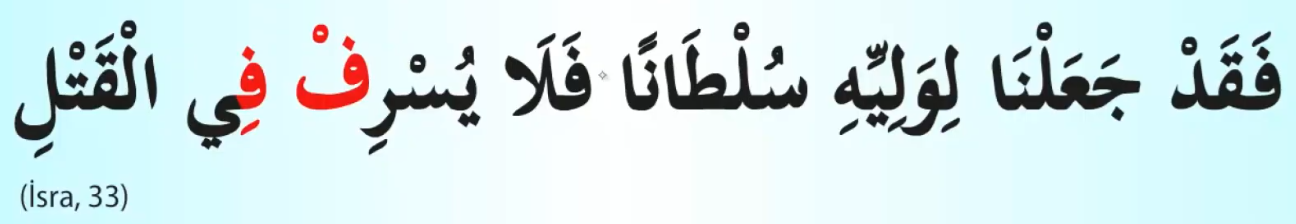 فَقَدْ جَعَلْنَا لِوَلِيِّهِ سُلْطَانًا فَلَا يُسْرِفْ فِي الْقَتْلِ
(İsra, 33)